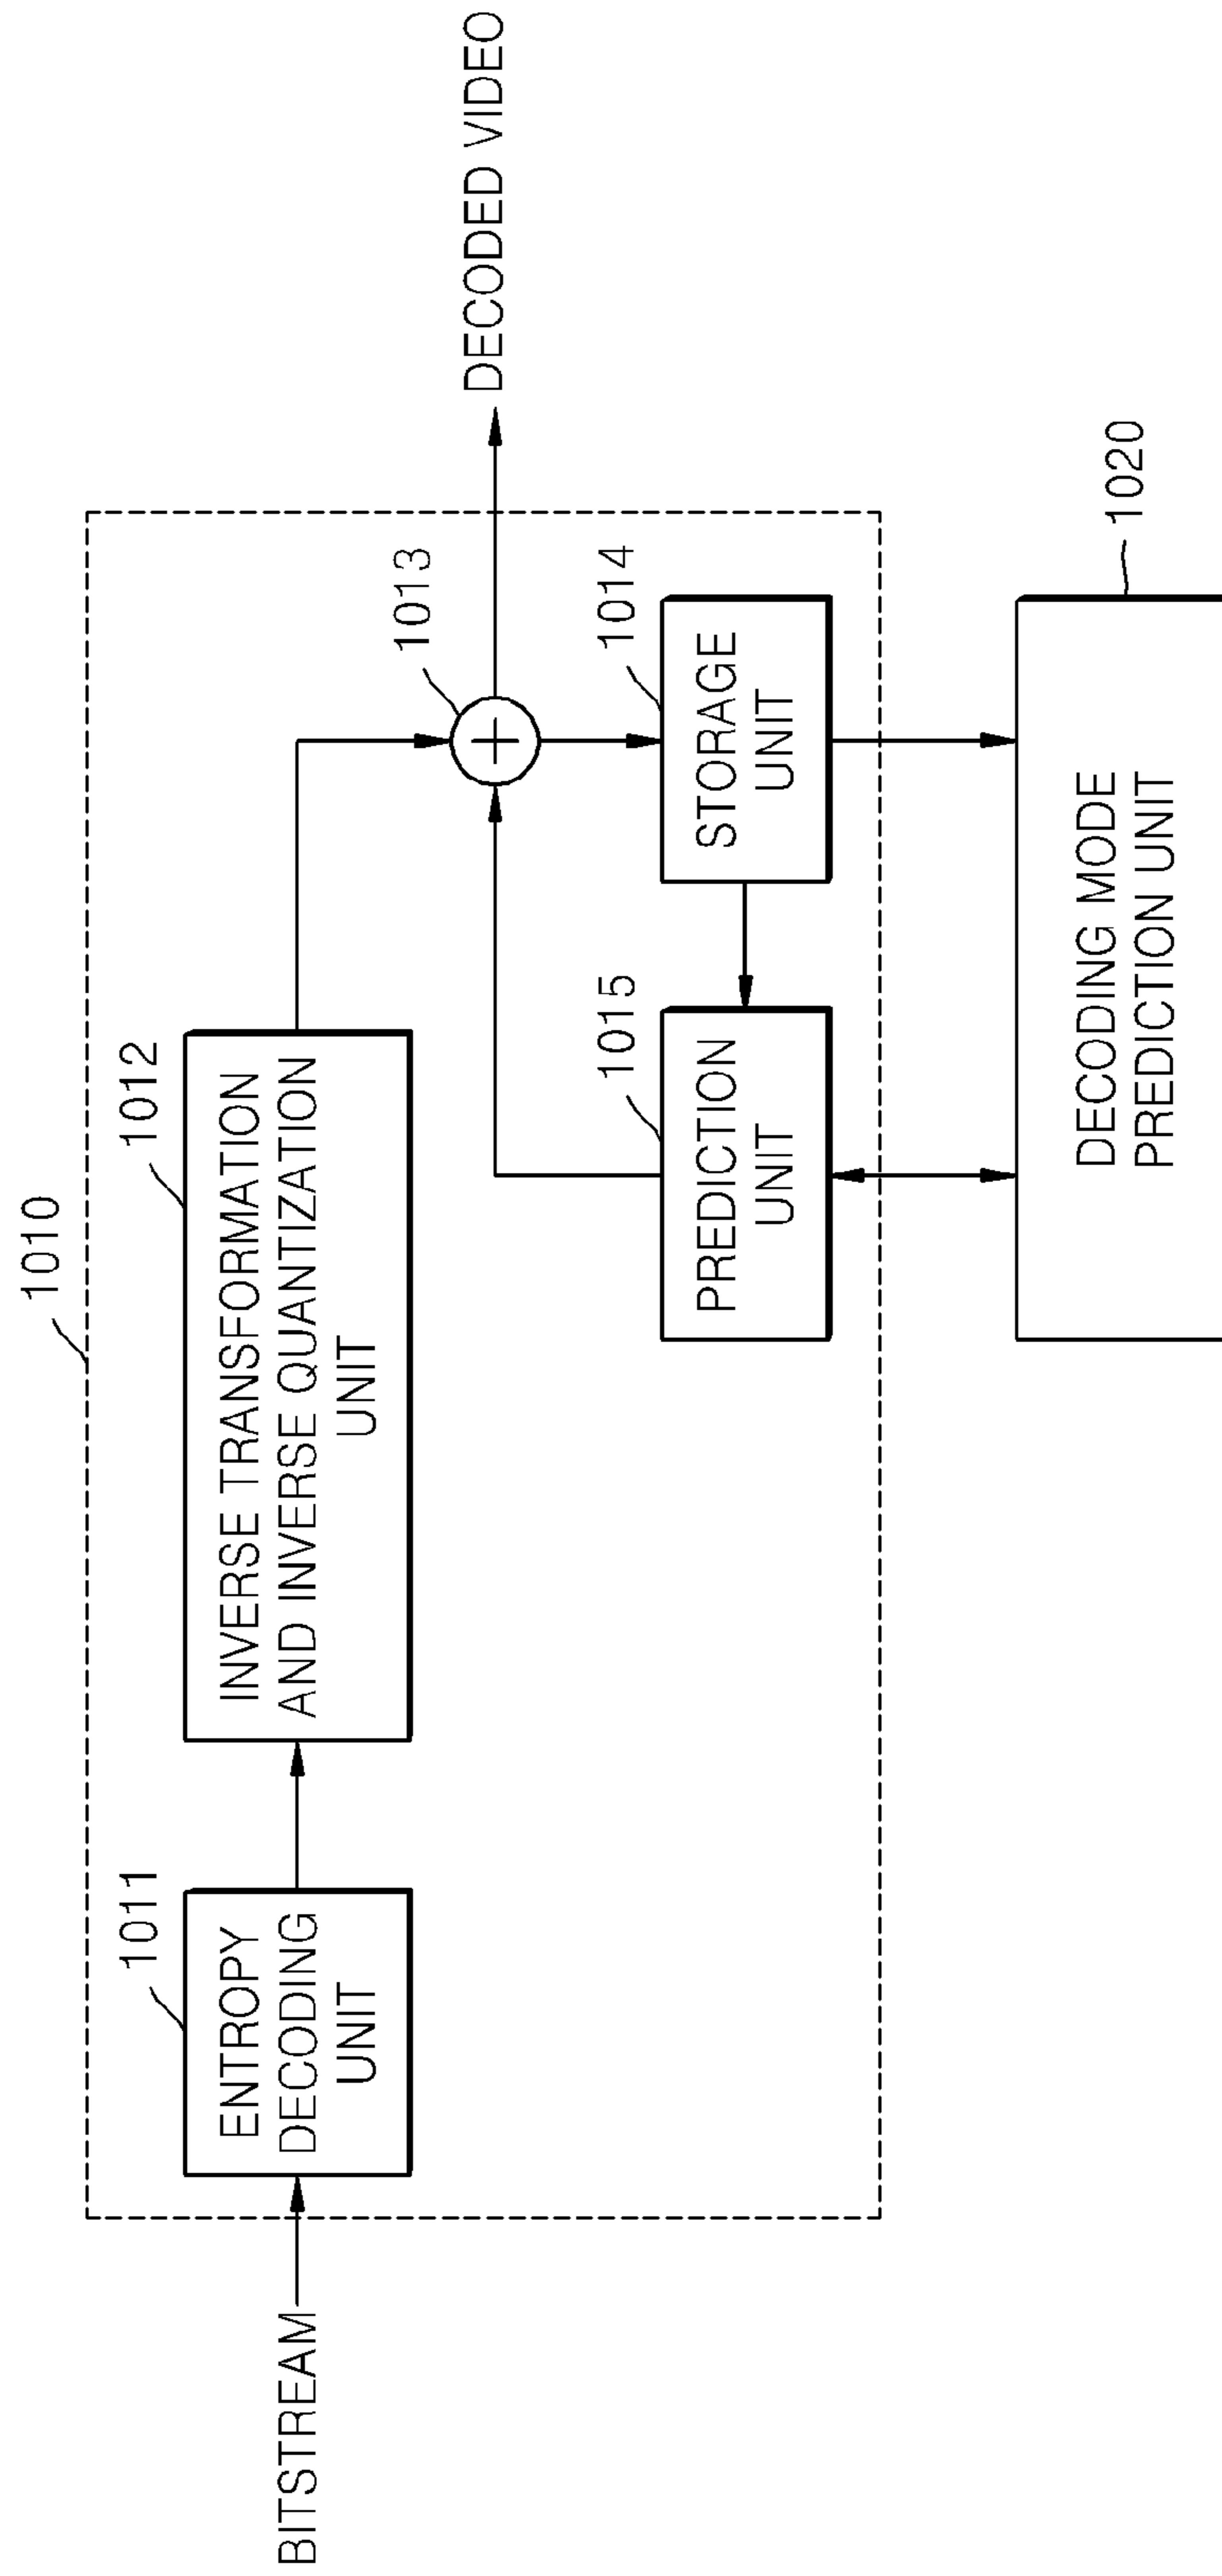 1010
1011
1012
1013
BITSTREAM
ENTROPY
DECODING
UNIT
INVERSE TRANSFORMATION
AND INVERSE QUANTIZATION
UNIT
DECODED VIDEO
1015
1014
PREDICTION
UNIT
STORAGE
UNIT
1020
DECODING MODE
PREDICTION UNIT